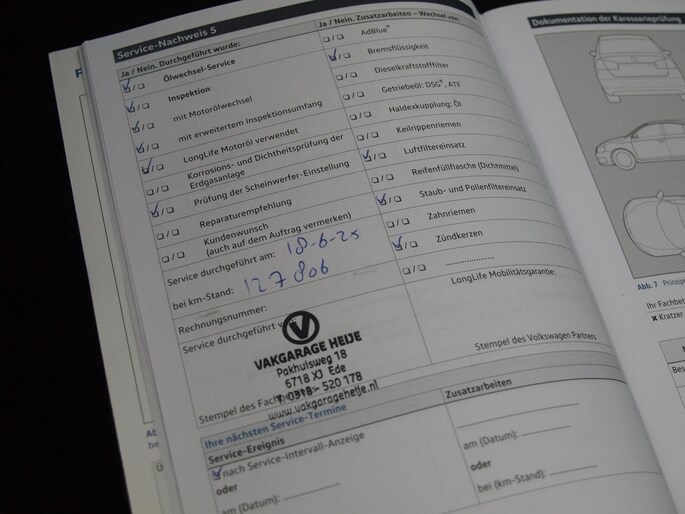 Service-Nachweis 5
Ja / Nein. Durchgeführt wurde:
Ölwechsel-Service
Inspektion
mit Motorölwechsel
mit erweitertem Inspektionsumfang
LongLife Motoröl verwendet
Korrosions- und Dichtheitsprüfung der
Erdgasanlage
Prüfung der Scheinwerfer-Einstellung
Reparaturempfehlung
Kundenwunsch
(auch auf dem Auftrag vermerken)
Service durchgeführt am: 18-6-25
bei km-Stand: 127806
Rechnungsnummer:
Service durchgeführt
VAKGARAGE HEIJE
Pakhuisweg 18
6718 XJ Ede
T. 0318 - 520 178
www.vakgarageheije.nl
Stempel des
Ja / Nein. Zusatzarbeiten – Wechsel von:
AdBlue®
Bremsflüssigkeit
Dieselkraftstofffilter
Getriebeöl: DSG®, ATF
Haldexkupplung: Öl
Keilrippenriemen
Luftfiltereinsatz
Reifenfüllflasche (Dichtmittel)
Staub- und Pollenfiltereinsatz
Zahnriemen
Zündkerzen
....................
LongLife Mobilitätsgarantie:
Stempel des Volkswagen Partners
Ihre nächsten Service-Termine
Service-Ereignis
nach Service-Intervall-Anzeige
oder
am (Datum):
Zusatzarbeiten
am (Datum):
oder
bei (km-Stand):
Dokumentation der Karosserieprüfung
Abb. 7 Prinzip
Ihr Fachbet
x Kratzer